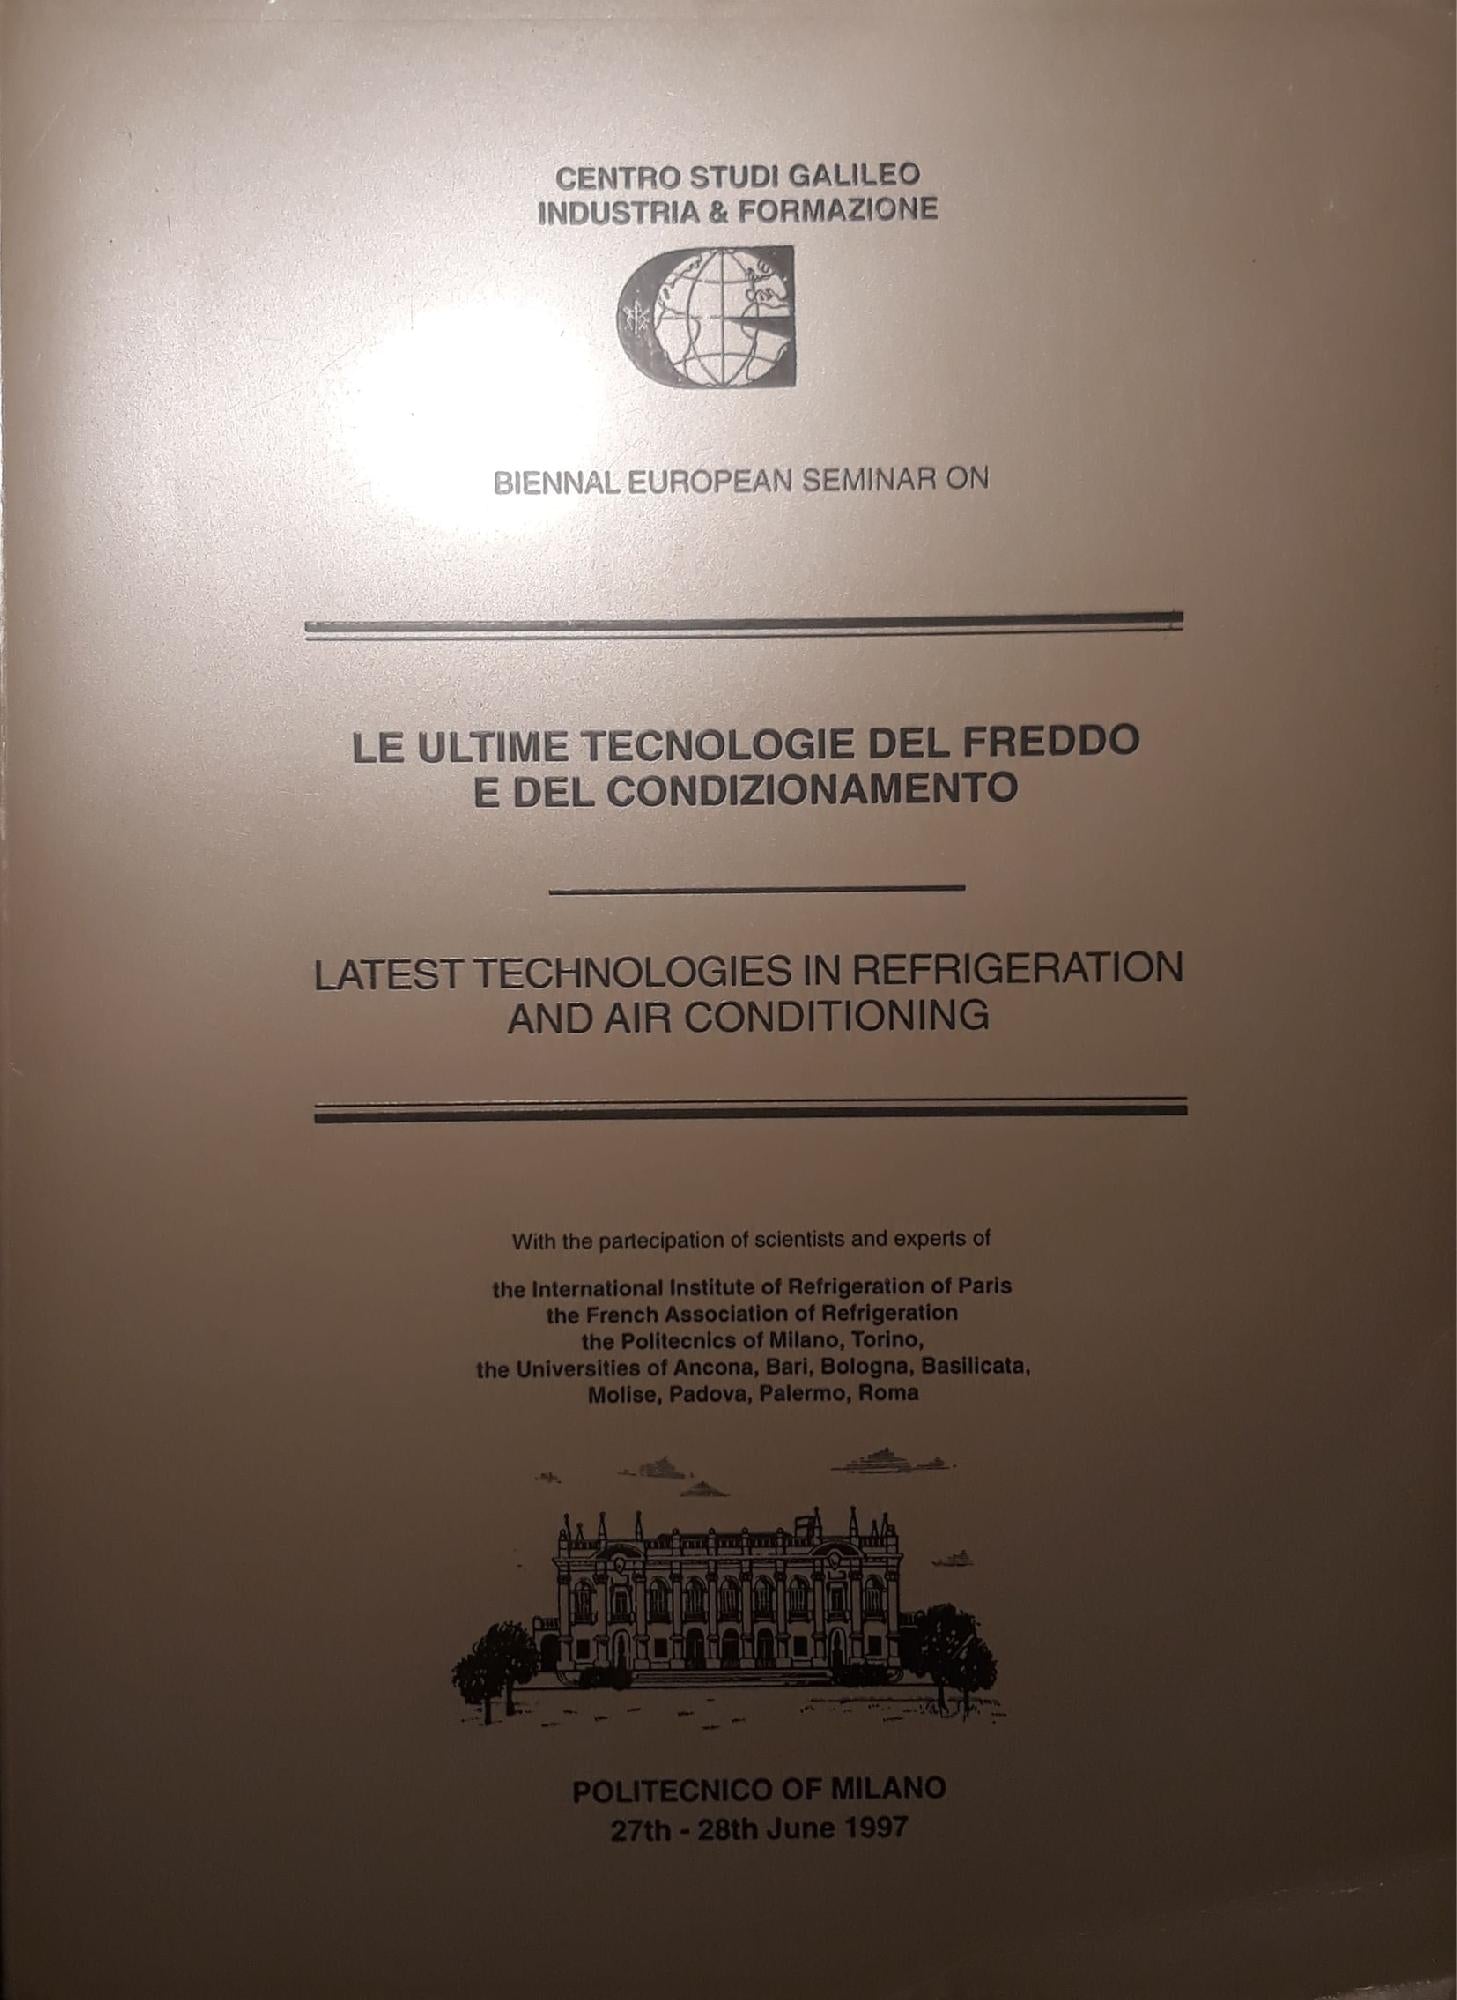 CENTRO STUDI GALILEO
INDUSTRIA & FORMAZIONE
BIENNAL EUROPEAN SEMINAR ON
LE ULTIME TECNOLOGIE DEL FREDDO
E DEL CONDIZIONAMENTO
LATEST TECHNOLOGIES IN REFRIGERATION
AND AIR CONDITIONING
With the partecipation of scientists and experts of
the International Institute of Refrigeration of Paris
the French Association of Refrigeration
the Politecnics of Milano, Torino,
the Universities of Ancona, Bari, Bologna, Basilicata,
Molise, Padova, Palermo, Roma
POLITECNICO OF MILANO
27th - 28th June 1997